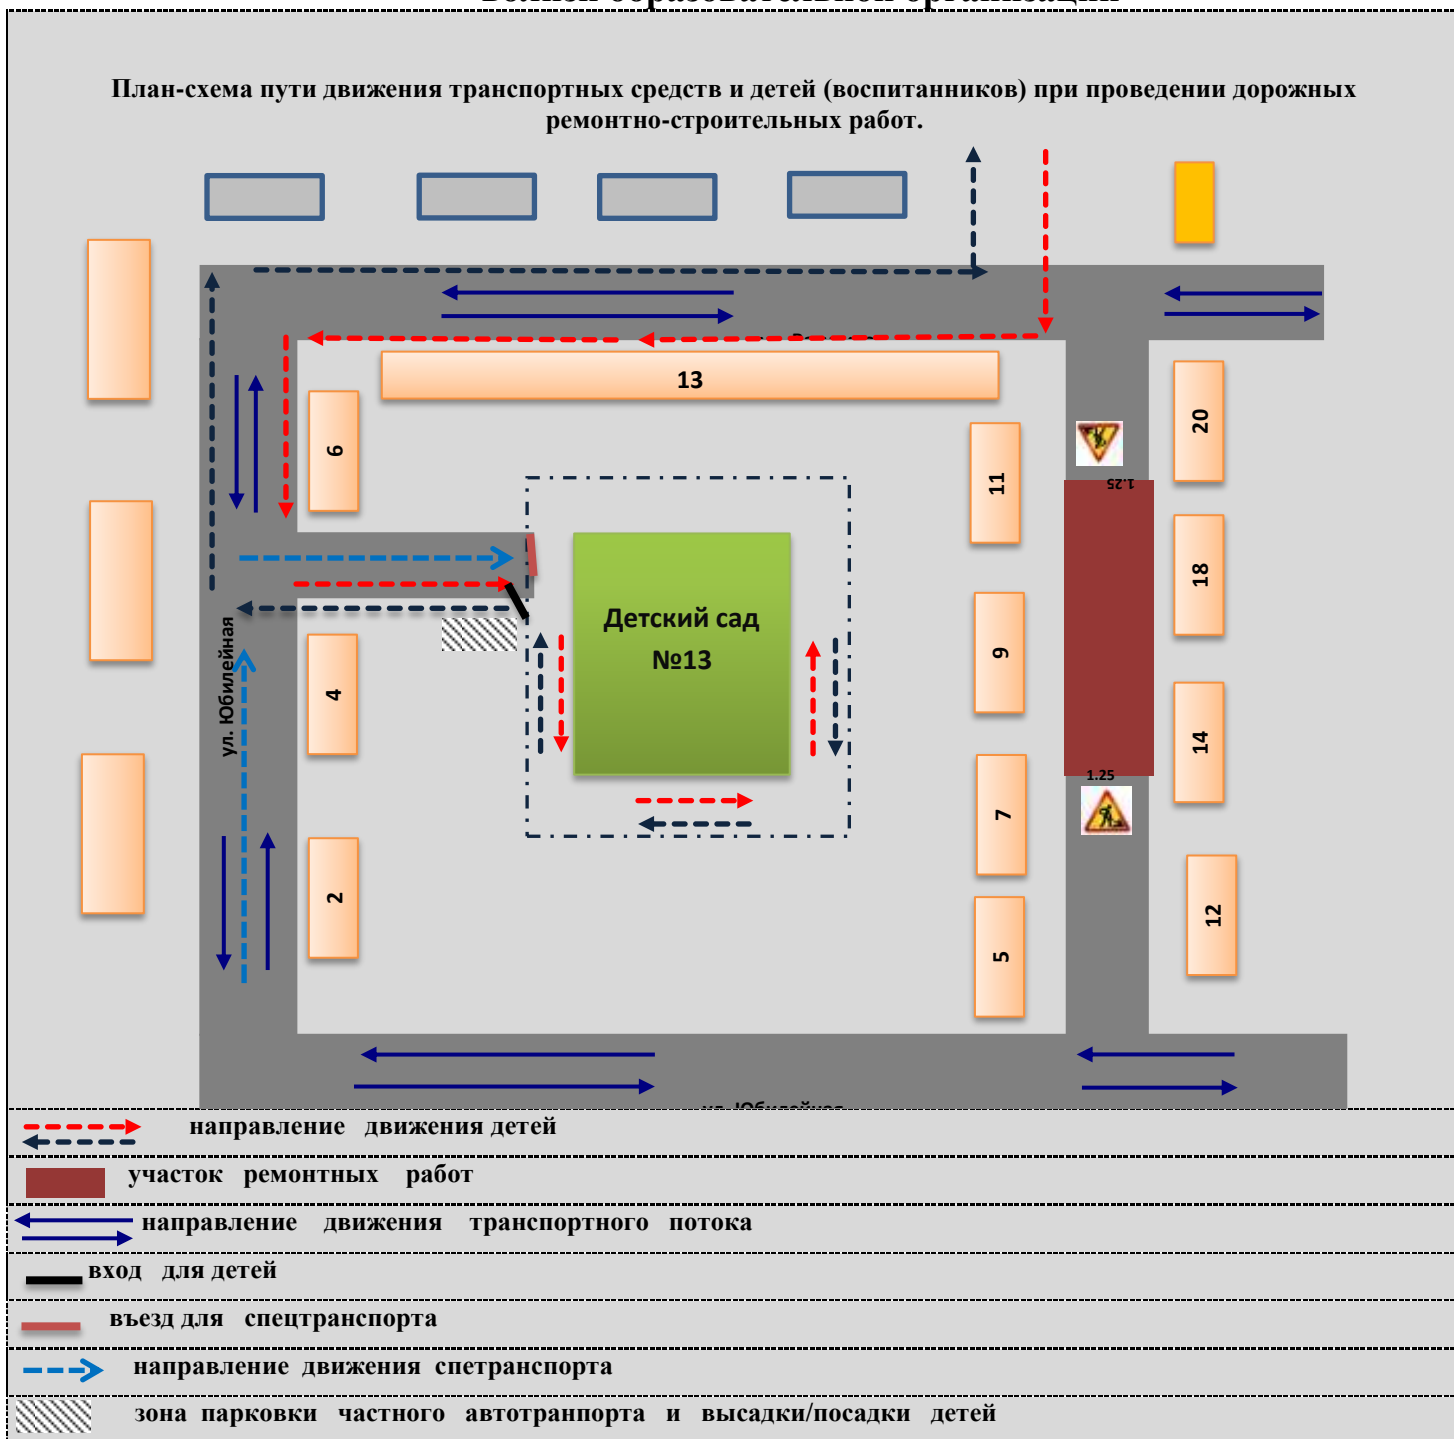 План-схема пути движения транспортных средств и детей (воспитанников) при проведении дорожных
ремонтно-строительных работ.
13
6
20
11
1.25
18
Детский сад
№13
ул. Юбилейная
9
4
14
1.25
7
2
12
5
ул. Юбилейная
направление движения детей
участок ремонтных работ
направление движения транспортного потока
вход для детей
въезд для спецтранспорта
направление движения спетранспорта
зона парковки частного автотранпорта и высадки/посадки детей